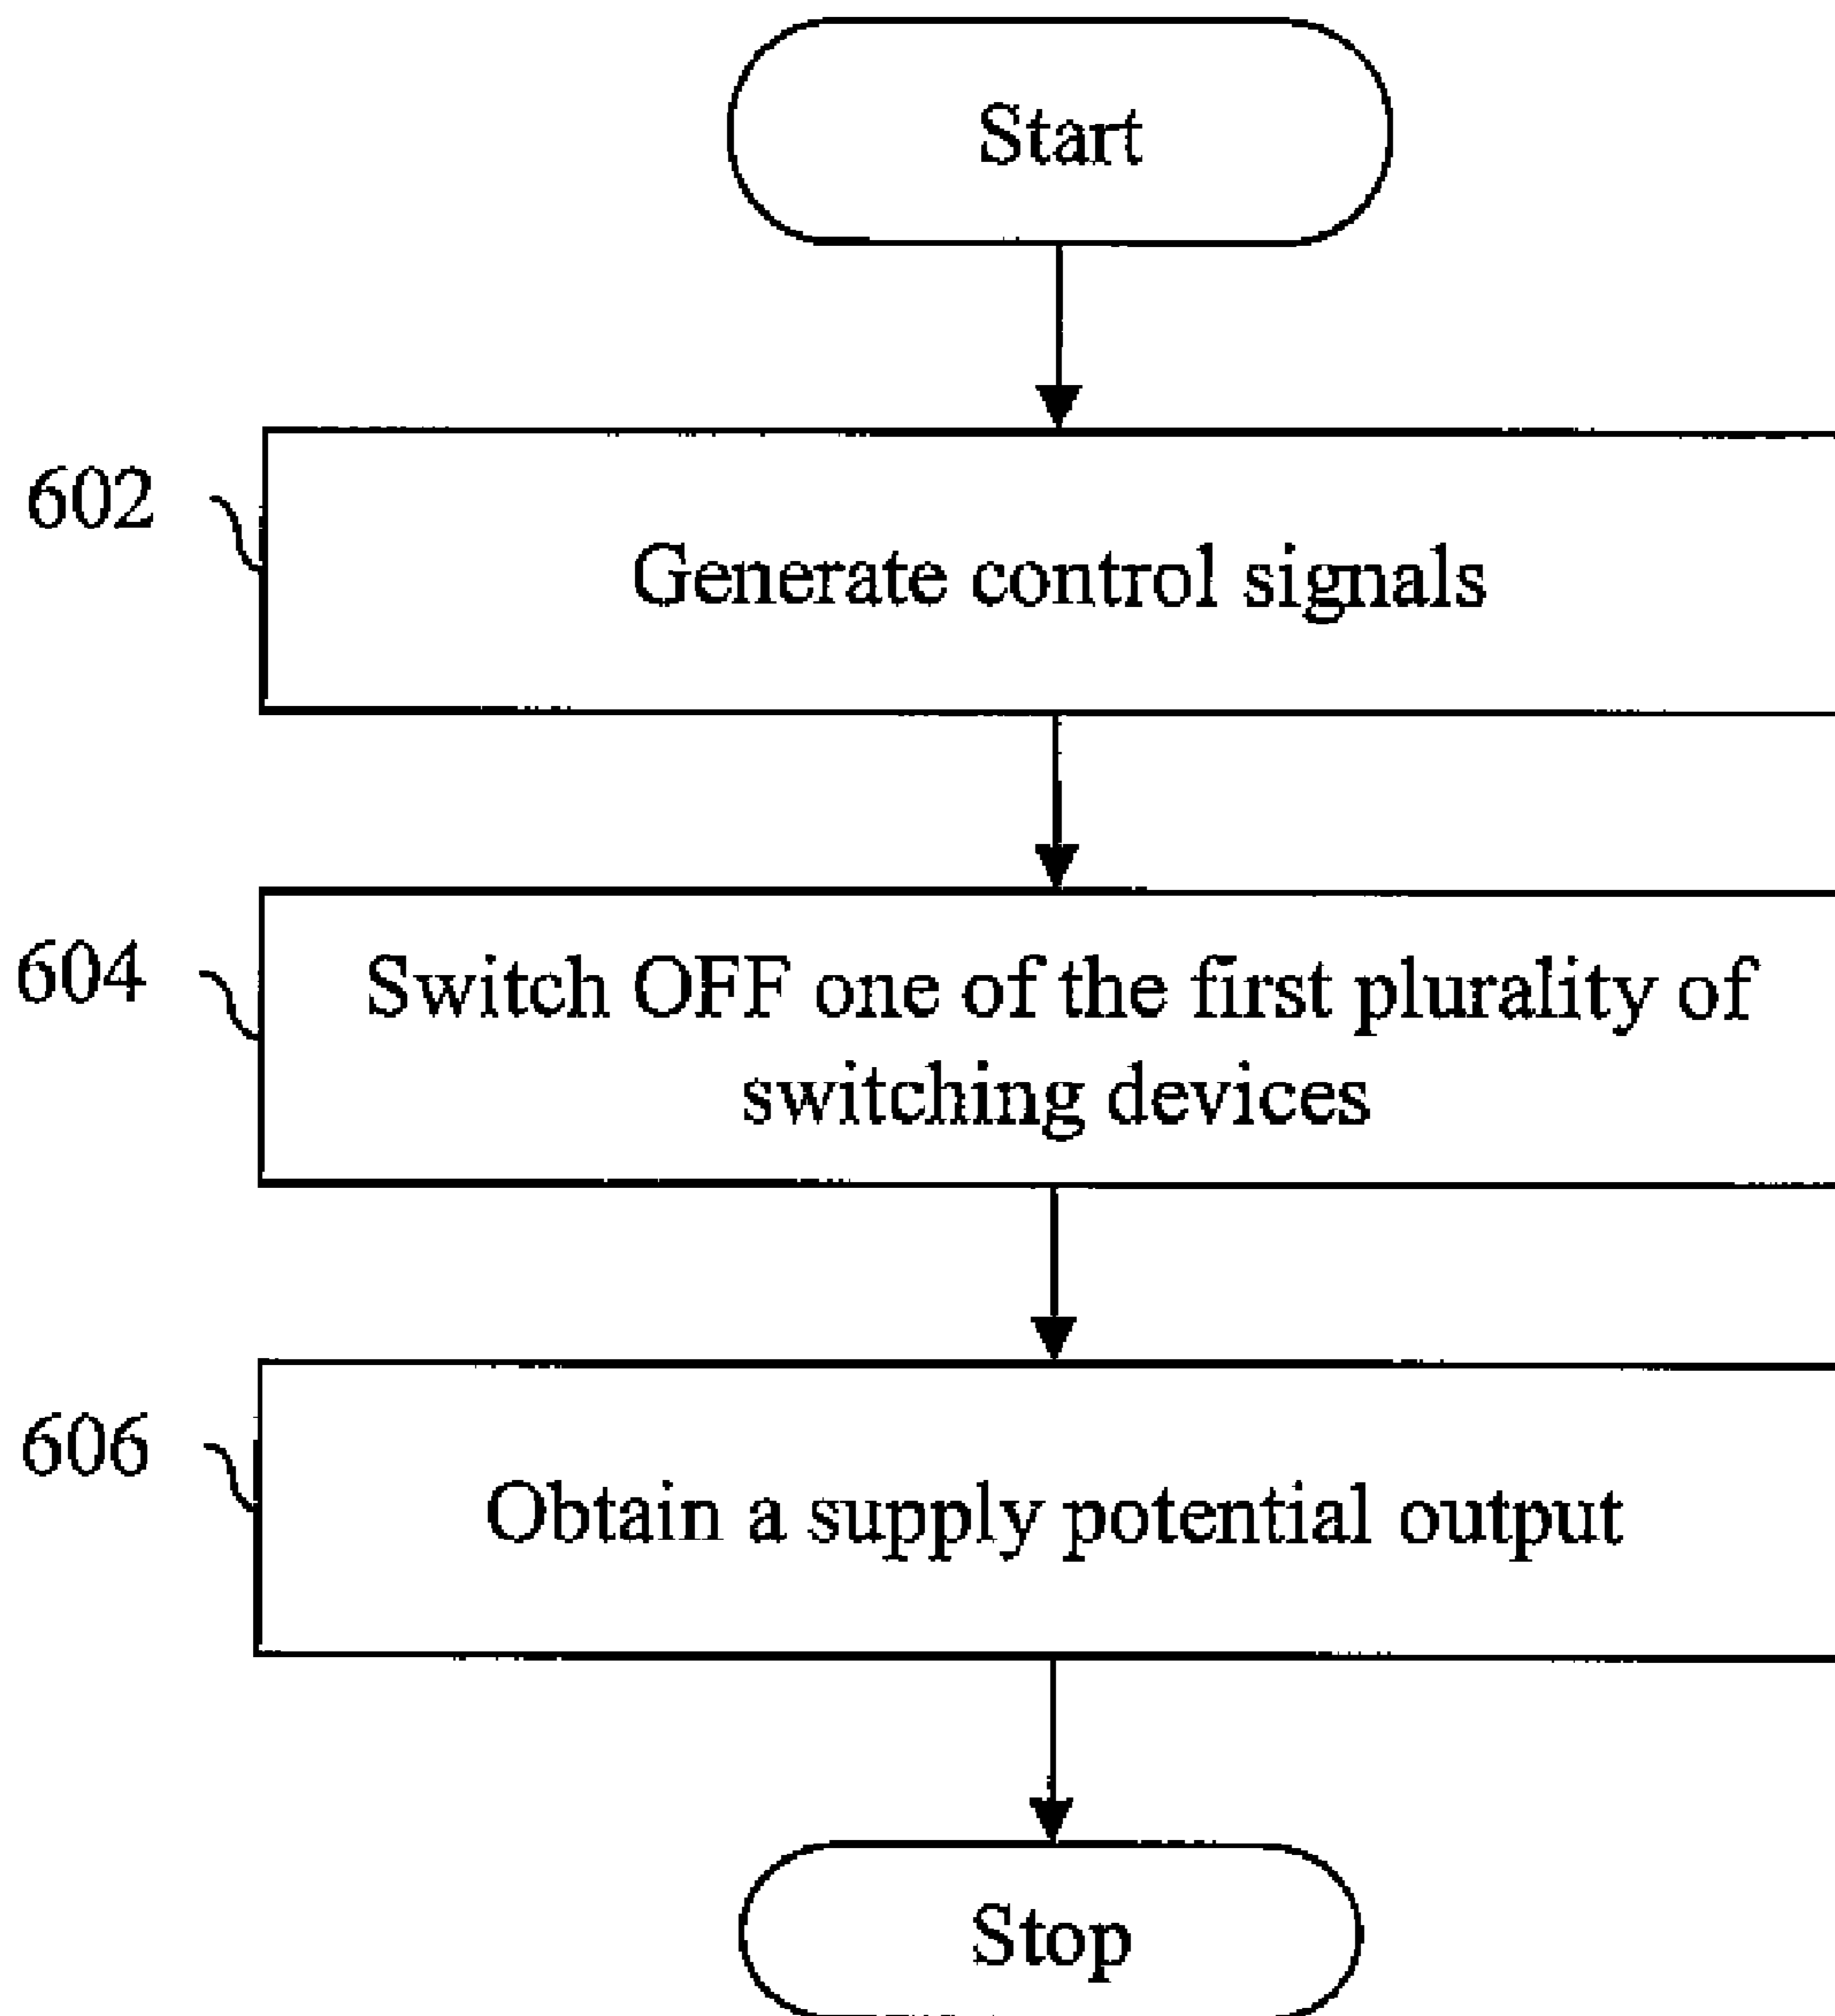 Start
602
Generate control signals
604
Switch OFF one of the first plurality of
switching devices
606
Obtain a supply potential output
Stop